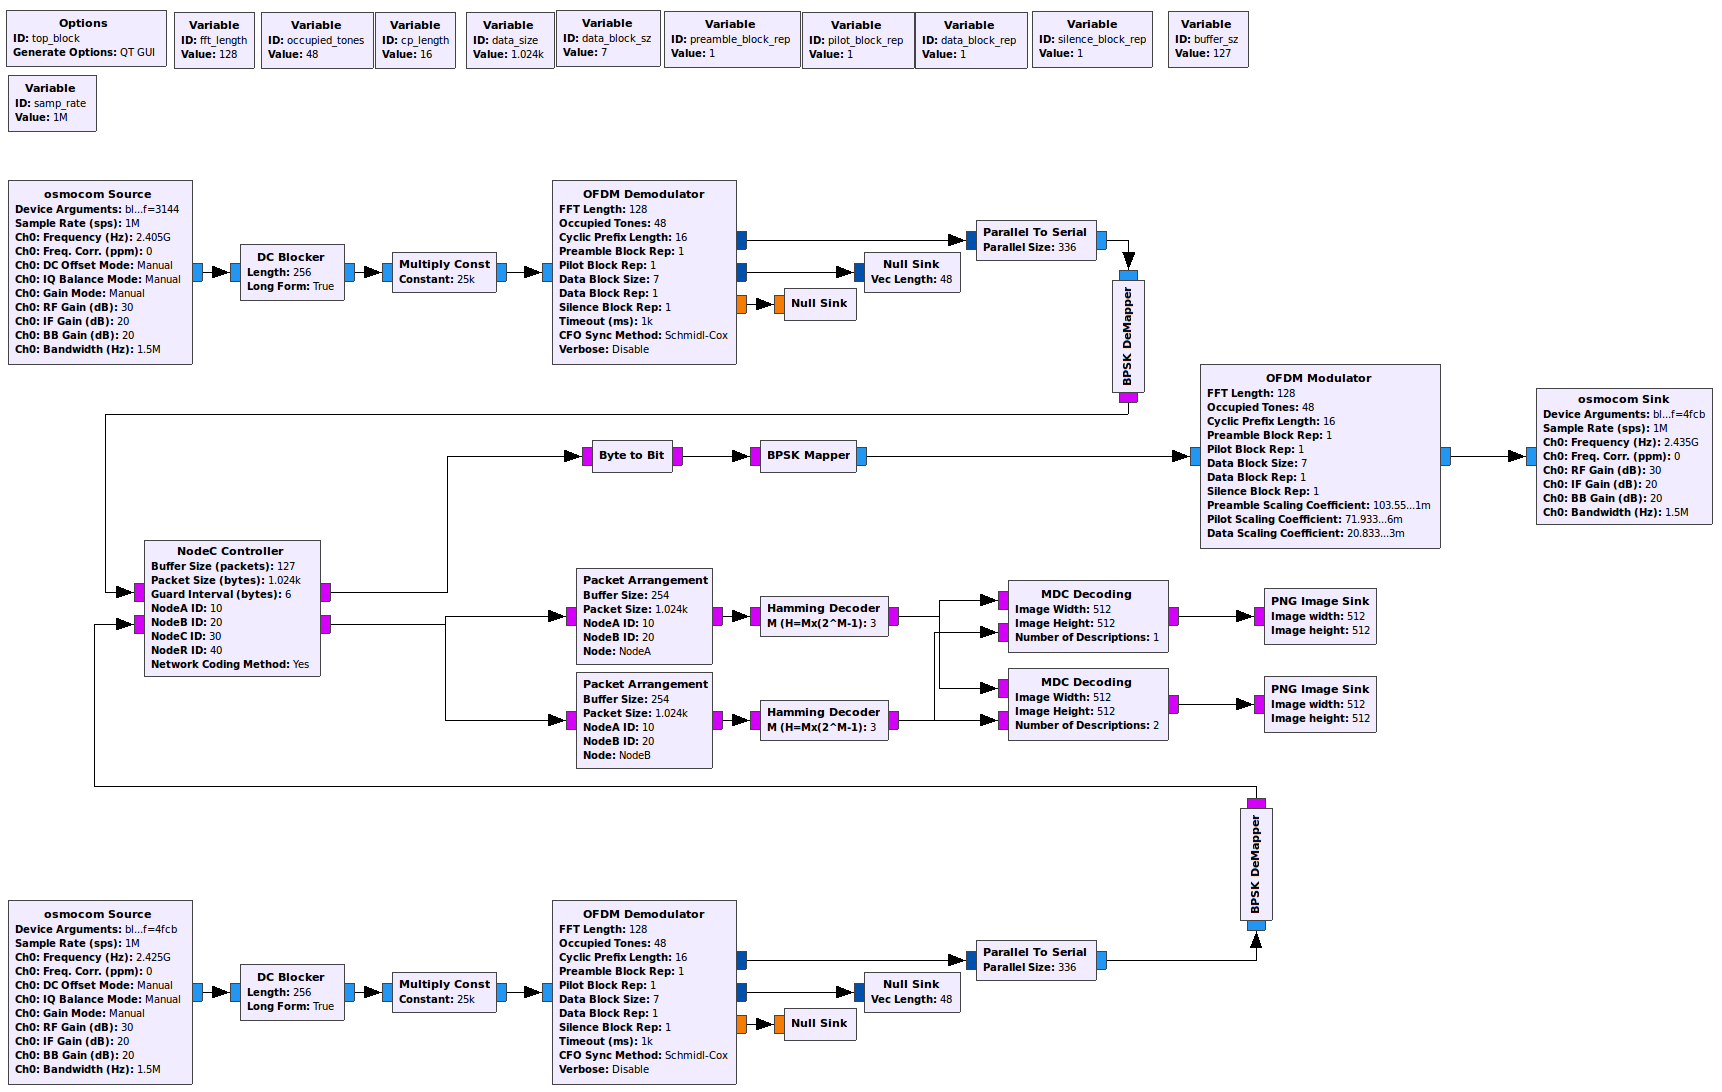 Options
ID: top_block
Generate Options: QT GUI
Variable
ID: fft_length
Value: 128
Variable
ID: occupied_tones
Value: 48
Variable
ID: cp_length
Value: 16
Variable
ID: data_size
Value: 1.024k
Variable
ID: data_block_sz
Value: 7
Variable
ID: preamble_block_rep
Value: 1
Variable
ID: pilot_block_rep
Value: 1
Variable
ID: data_block_rep
Value: 1
Variable
ID: silence_block_rep
Value: 1
Variable
ID: buffer_sz
Value: 127
Variable
ID: samp_rate
Value: 1M
osmocom Source
Device Arguments: bl...f=3144
Sample Rate (sps): 1M
Ch0: Frequency (Hz): 2.405G
Ch0: Freq. Corr. (ppm): 0
Ch0: DC Offset Mode: Manual
Ch0: IQ Balance Mode: Manual
Ch0: Gain Mode: Manual
Ch0: RF Gain (dB): 30
Ch0: IF Gain (dB): 20
Ch0: BB Gain (dB): 20
Ch0: Bandwidth (Hz): 1.5M
DC Blocker
Length: 256
Long Form: True
Multiply Const
Constant: 25k
OFDM Demodulator
FFT Length: 128
Occupied Tones: 48
Cyclic Prefix Length: 16
Preamble Block Rep: 1
Pilot Block Rep: 1
Data Block Size: 7
Data Block Rep: 1
Silence Block Rep: 1
Timeout (ms): 1k
CFO Sync Method: Schmidl-Cox
Verbose: Disable
Parallel To Serial
Parallel Size: 336
Null Sink
Vec Length: 48
Null Sink
BPSK DeMapper
OFDM Modulator
FFT Length: 128
Occupied Tones: 48
Cyclic Prefix Length: 16
Preamble Block Rep: 1
Pilot Block Rep: 1
Data Block Size: 7
Data Block Rep: 1
Silence Block Rep: 1
Preamble Scaling Coefficient: 103.55...1m
Pilot Scaling Coefficient: 71.933...6m
Data Scaling Coefficient: 20.833...3m
osmocom Sink
Device Arguments: bl...f=4fcb
Sample Rate (sps): 1M
Ch0: Frequency (Hz): 2.435G
Ch0: Freq. Corr. (ppm): 0
Ch0: RF Gain (dB): 30
Ch0: IF Gain (dB): 20
Ch0: BB Gain (dB): 20
Ch0: Bandwidth (Hz): 1.5M
Byte to Bit
BPSK Mapper
NodeC Controller
Buffer Size (packets): 127
Packet Size (bytes): 1.024k
Guard Interval (bytes): 6
NodeA ID: 10
NodeB ID: 20
NodeC ID: 30
NodeR ID: 40
Network Coding Method: Yes
Packet Arrangement
Buffer Size: 254
Packet Size: 1.024k
NodeA ID: 10
NodeB ID: 20
Node: NodeA
Hamming Decoder
M (H=Mx(2^M-1): 3
MDC Decoding
Image Width: 512
Image Height: 512
Number of Descriptions: 1
PNG Image Sink
Image width: 512
Image height: 512
Packet Arrangement
Buffer Size: 254
Packet Size: 1.024k
NodeA ID: 10
NodeB ID: 20
Node: NodeB
Hamming Decoder
M (H=Mx(2^M-1): 3
MDC Decoding
Image Width: 512
Image Height: 512
Number of Descriptions: 2
PNG Image Sink
Image width: 512
Image height: 512
BPSK DeMapper
osmocom Source
Device Arguments: bl...f=4fcb
Sample Rate (sps): 1M
Ch0: Frequency (Hz): 2.425G
Ch0: Freq. Corr. (ppm): 0
Ch0: DC Offset Mode: Manual
Ch0: IQ Balance Mode: Manual
Ch0: Gain Mode: Manual
Ch0: RF Gain (dB): 30
Ch0: IF Gain (dB): 20
Ch0: BB Gain (dB): 20
Ch0: Bandwidth (Hz): 1.5M
DC Blocker
Length: 256
Long Form: True
Multiply Const
Constant: 25k
OFDM Demodulator
FFT Length: 128
Occupied Tones: 48
Cyclic Prefix Length: 16
Preamble Block Rep: 1
Pilot Block Rep: 1
Data Block Size: 7
Data Block Rep: 1
Silence Block Rep: 1
Timeout (ms): 1k
CFO Sync Method: Schmidl-Cox
Verbose: Disable
Parallel To Serial
Parallel Size: 336
Null Sink
Vec Length: 48
Null Sink